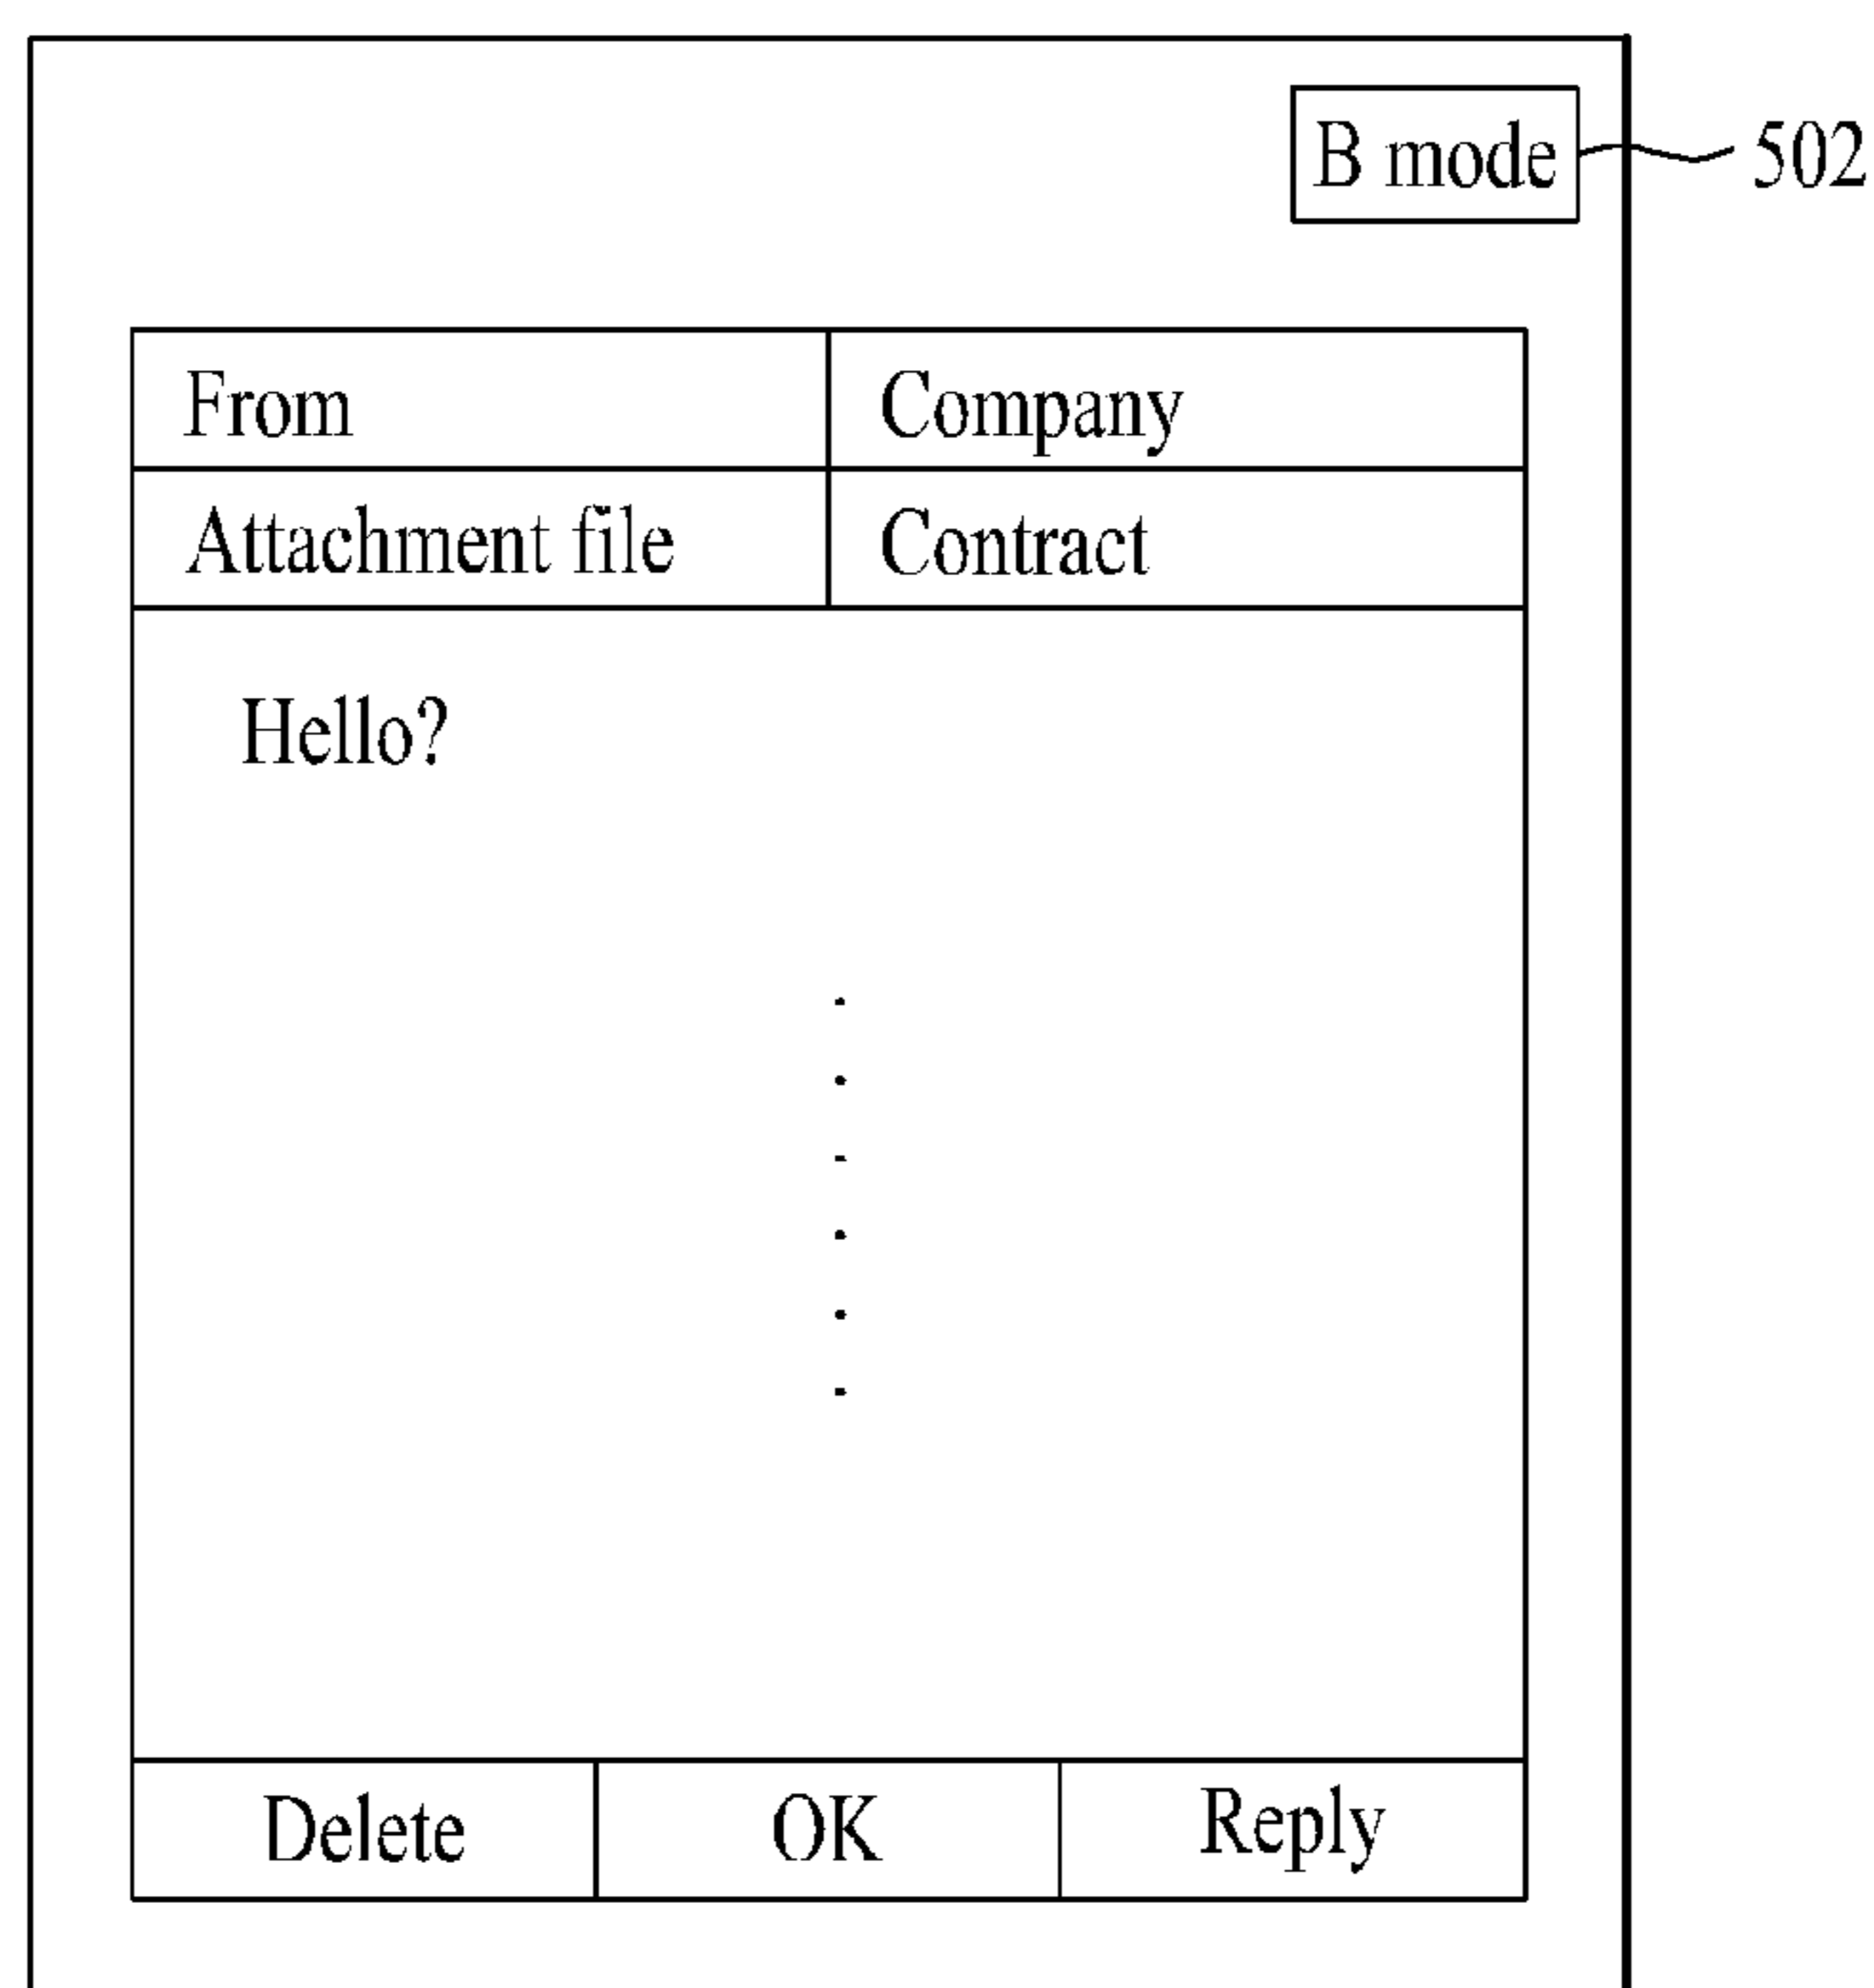 B mode 502
From Company
Attachment file Contract
Hello?
Delete OK Reply